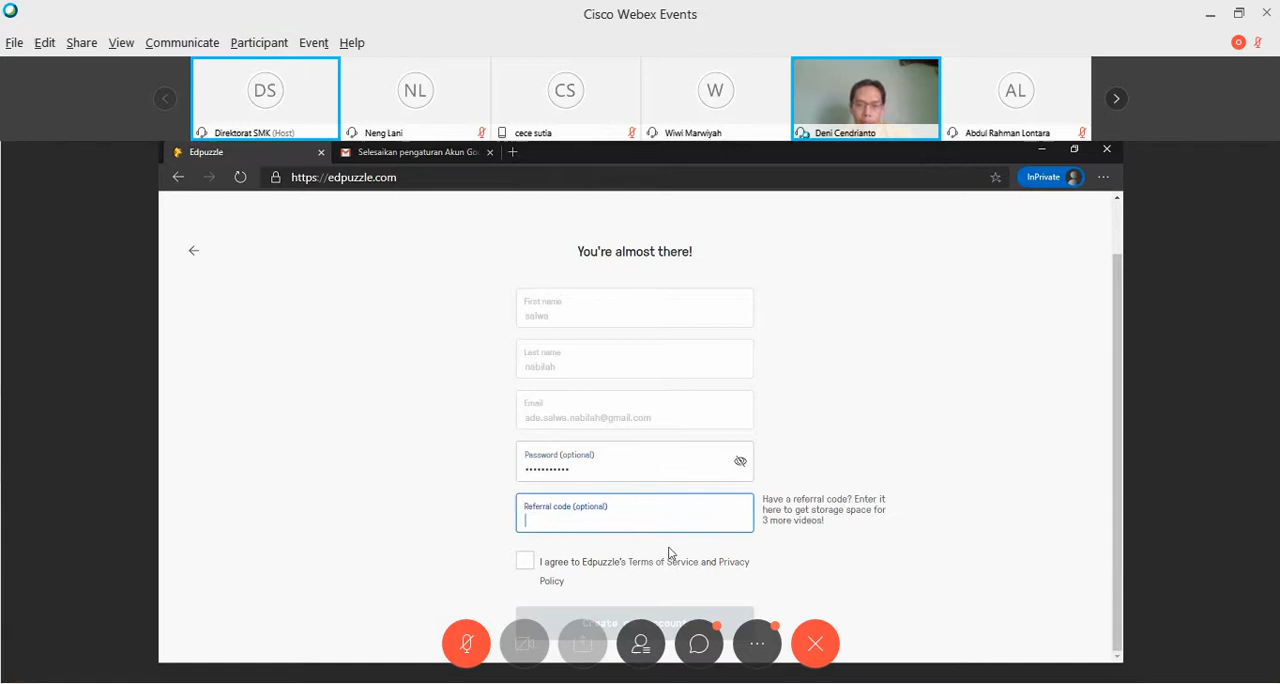 Cisco Webex Events
File Edit Share View Communicate Participant Event Help
DS NL CS W AL
Direktorat SMK (Host) Neng Lani cece sutia Wiwi Marwiyah Deni Cendrianto Abdul Rahman Lontara
Edpuzzle Selesaikan pengaturan Akun Go
https://edpuzzle.com InPrivate
You're almost there!
First name
salwa
Last name
nabilah
Email
ade.salwa.nabilah@gmail.com
Password (optional)
•••••••••••
Referral code (optional)
Have a referral code? Enter it
here to get storage space for
3 more videos!
I agree to Edpuzzle's Terms of Service and Privacy
Policy